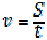 v = S/t